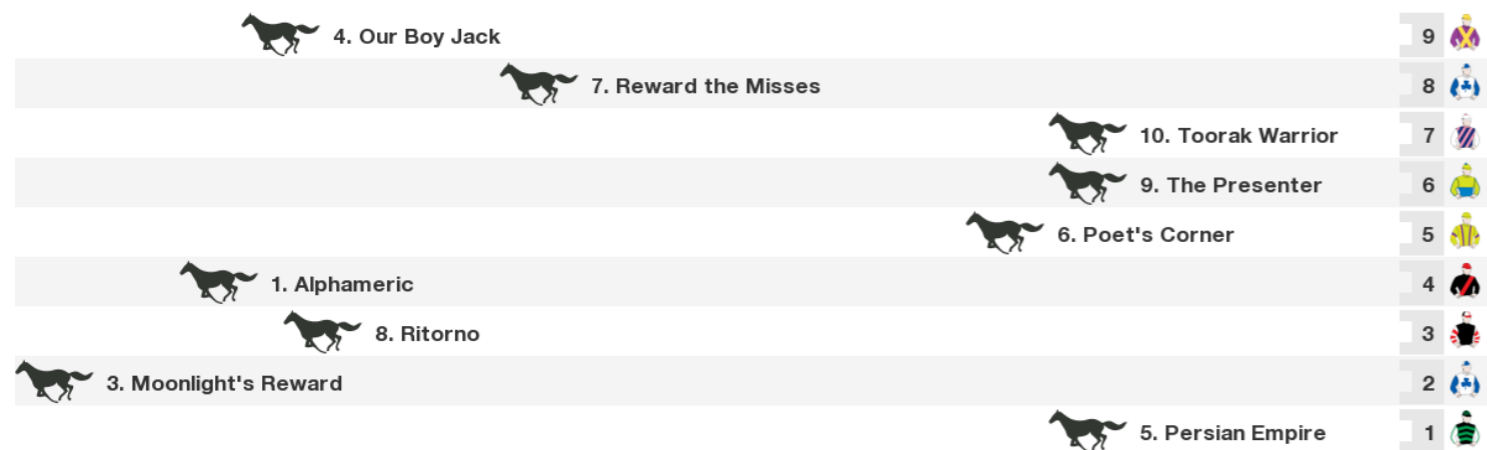 4. Our Boy Jack 9
7. Reward the Misses 8
10. Toorak Warrior 7
9. The Presenter 6
6. Poet's Corner 5
1. Alphameric 4
8. Ritorno 3
3. Moonlight's Reward 2
5. Persian Empire 1